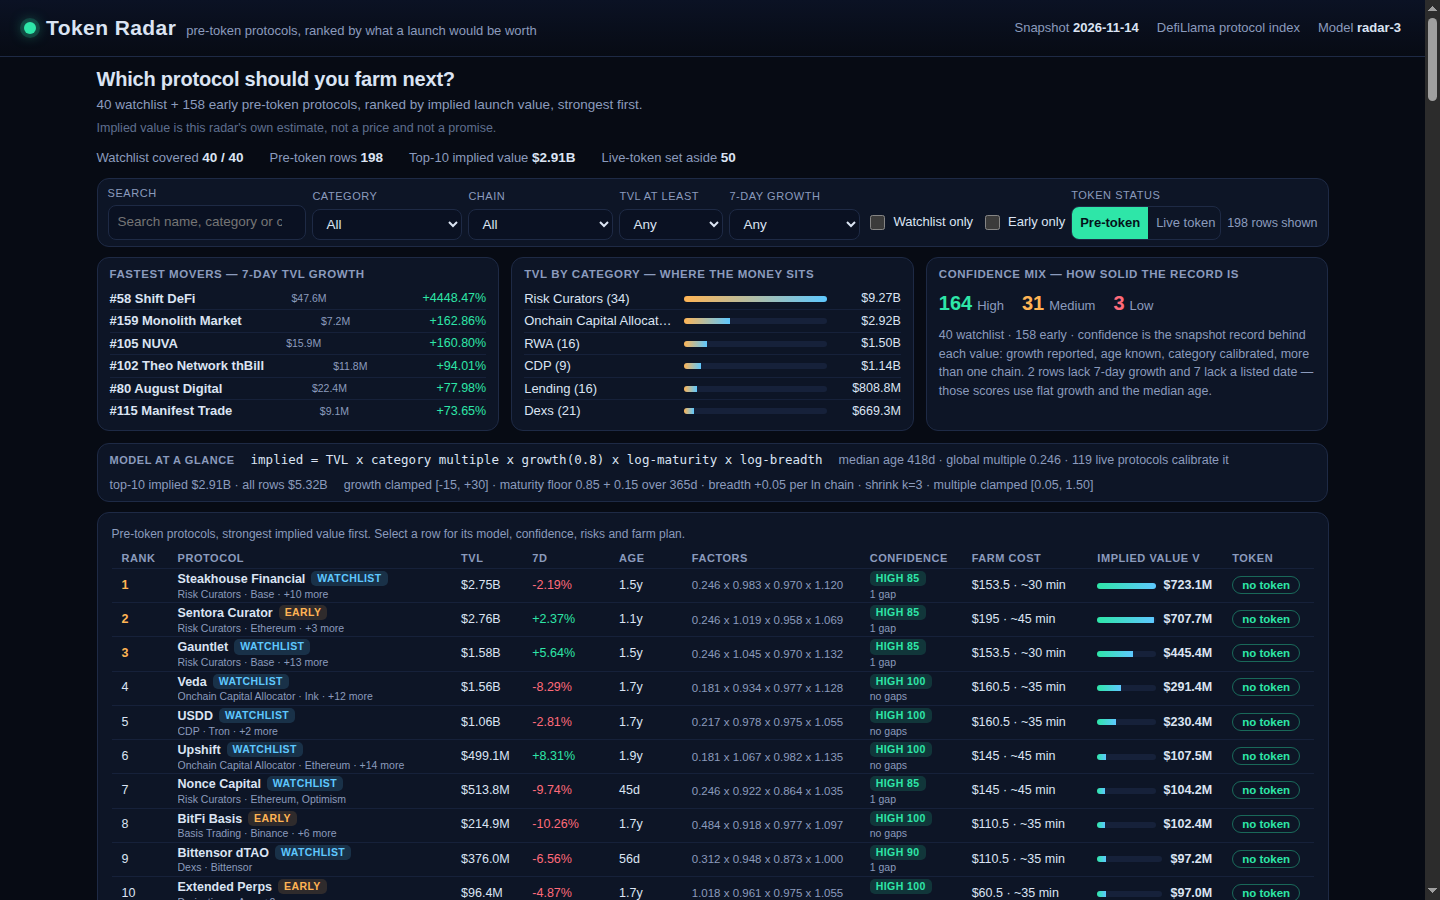 Token Radar pre-token protocols, ranked by what a launch would be worth Snapshot 2026-11-14 DefiLlama protocol index Model radar-3
Which protocol should you farm next?
40 watchlist + 158 early pre-token protocols, ranked by implied launch value, strongest first.
Implied value is this radar's own estimate, not a price and not a promise.
Watchlist covered 40 / 40 Pre-token rows 198 Top-10 implied value $2.91B Live-token set aside 50
SEARCH CATEGORY CHAIN TVL AT LEAST 7-DAY GROWTH TOKEN STATUS
Search name, category or c All All Any Any Watchlist only Early only Pre-token Live token 198 rows shown
FASTEST MOVERS — 7-DAY TVL GROWTH
#58 Shift DeFi $47.6M +4448.47%
#159 Monolith Market $7.2M +162.86%
#105 NUVA $15.9M +160.80%
#102 Theo Network thBill $11.8M +94.01%
#80 August Digital $22.4M +77.98%
#115 Manifest Trade $9.1M +73.65%
TVL BY CATEGORY — WHERE THE MONEY SITS
Risk Curators (34) $9.27B
Onchain Capital Allocat… $2.92B
RWA (16) $1.50B
CDP (9) $1.14B
Lending (16) $808.8M
Dexs (21) $669.3M
CONFIDENCE MIX — HOW SOLID THE RECORD IS
164 High 31 Medium 3 Low
40 watchlist · 158 early · confidence is the snapshot record behind
each value: growth reported, age known, category calibrated, more
than one chain. 2 rows lack 7-day growth and 7 lack a listed date —
those scores use flat growth and the median age.
MODEL AT A GLANCE implied = TVL x category multiple x growth(0.8) x log-maturity x log-breadth median age 418d · global multiple 0.246 · 119 live protocols calibrate it
top-10 implied $2.91B · all rows $5.32B growth clamped [-15, +30] · maturity floor 0.85 + 0.15 over 365d · breadth +0.05 per ln chain · shrink k=3 · multiple clamped [0.05, 1.50]
Pre-token protocols, strongest implied value first. Select a row for its model, confidence, risks and farm plan.
RANK PROTOCOL TVL 7D AGE FACTORS CONFIDENCE FARM COST IMPLIED VALUE V TOKEN
1 Steakhouse Financial WATCHLIST $2.75B -2.19% 1.5y 0.246 x 0.983 x 0.970 x 1.120 HIGH 85 $153.5 · ~30 min $723.1M no token
Risk Curators · Base · +10 more 1 gap
2 Sentora Curator EARLY $2.76B +2.37% 1.1y 0.246 x 1.019 x 0.958 x 1.069 HIGH 85 $195 · ~45 min $707.7M no token
Risk Curators · Ethereum · +3 more 1 gap
3 Gauntlet WATCHLIST $1.58B +5.64% 1.5y 0.246 x 1.045 x 0.970 x 1.132 HIGH 85 $153.5 · ~30 min $445.4M no token
Risk Curators · Base · +13 more 1 gap
4 Veda WATCHLIST $1.56B -8.29% 1.7y 0.181 x 0.934 x 0.977 x 1.128 HIGH 100 $160.5 · ~35 min $291.4M no token
Onchain Capital Allocator · Ink · +12 more no gaps
5 USDD WATCHLIST $1.06B -2.81% 1.7y 0.217 x 0.978 x 0.975 x 1.055 HIGH 100 $160.5 · ~35 min $230.4M no token
CDP · Tron · +2 more no gaps
6 Upshift WATCHLIST $499.1M +8.31% 1.9y 0.181 x 1.067 x 0.982 x 1.135 HIGH 100 $145 · ~45 min $107.5M no token
Onchain Capital Allocator · Ethereum · +14 more no gaps
7 Nonce Capital WATCHLIST $513.8M -9.74% 45d 0.246 x 0.922 x 0.864 x 1.035 HIGH 85 $145 · ~45 min $104.2M no token
Risk Curators · Ethereum, Optimism 1 gap
8 BitFi Basis EARLY $214.9M -10.26% 1.7y 0.484 x 0.918 x 0.977 x 1.097 HIGH 100 $110.5 · ~35 min $102.4M no token
Basis Trading · Binance · +6 more no gaps
9 Bittensor dTAO WATCHLIST $376.0M -6.56% 56d 0.312 x 0.948 x 0.873 x 1.000 HIGH 90 $110.5 · ~35 min $97.2M no token
Dexs · Bittensor 1 gap
10 Extended Perps EARLY $96.4M -4.87% 1.7y 1.018 x 0.961 x 0.975 x 1.055 HIGH 100 $60.5 · ~35 min $97.0M no token